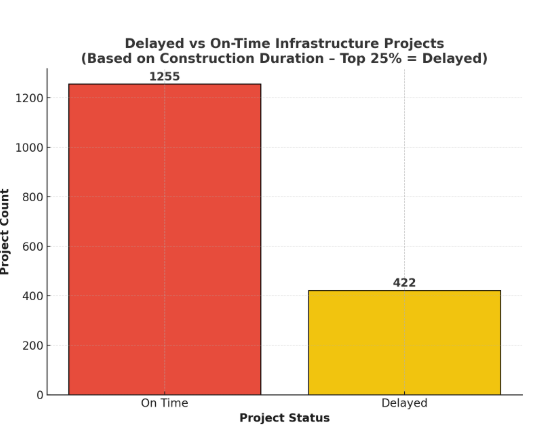 Delayed vs On-Time Infrastructure Projects
(Based on Construction Duration – Top 25% = Delayed)
1255
422
1200
1000
800
600
400
200
0
Project Count
On Time
Delayed
Project Status